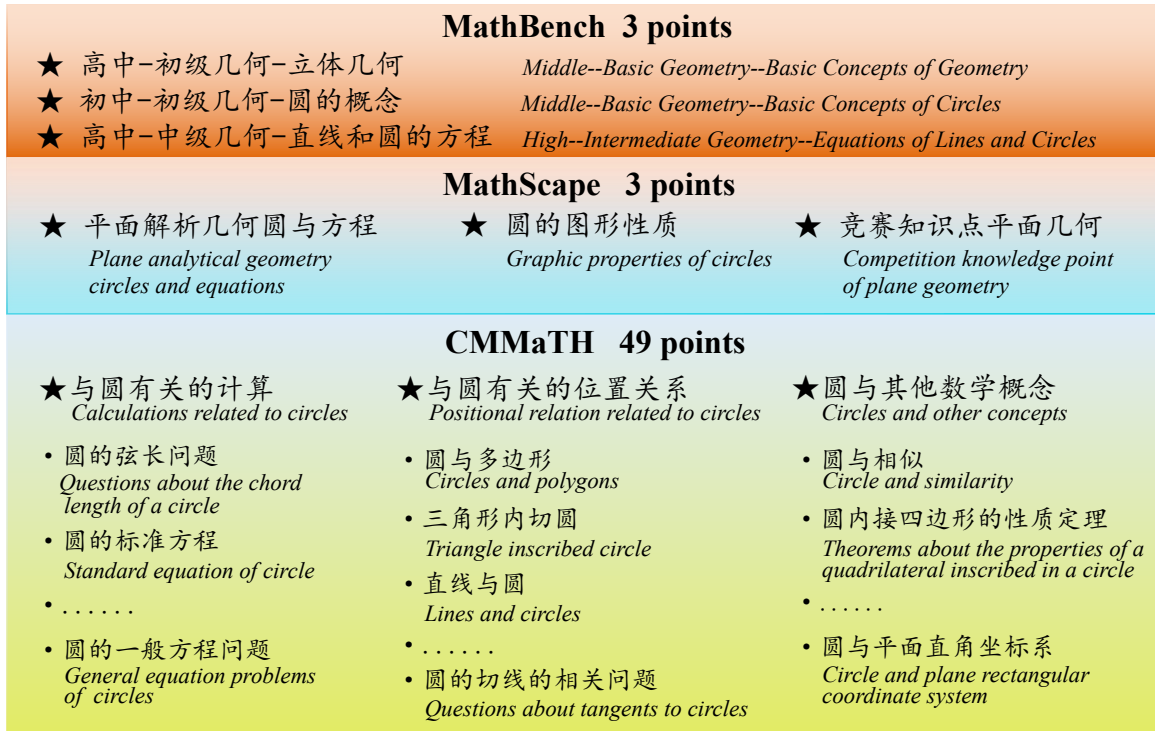 MathBench 3 points
★ 高中-初级几何-立体几何 Middle--Basic Geometry--Basic Concepts of Geometry
★ 初中-初级几何-圆的概念 Middle--Basic Geometry--Basic Concepts of Circles
★ 高中-中级几何-直线和圆的方程 High--Intermediate Geometry--Equations of Lines and Circles
MathScape 3 points
★ 平面解析几何圆与方程
Plane analytical geometry
circles and equations
★ 圆的图形性质
Graphic properties of circles
★ 竞赛知识点平面几何
Competition knowledge point
of plane geometry
CMMaTH 49 points
★与圆有关的计算
Calculations related to circles
· 圆的弦长问题
Questions about the chord
length of a circle
· 圆的标准方程
Standard equation of circle
· ......
· 圆的一般方程问题
General equation problems
of circles
★与圆有关的位置关系
Positional relation related to circles
· 圆与多边形
Circles and polygons
· 三角形内切圆
Triangle inscribed circle
· 直线与圆
Lines and circles
· ......
· 圆的切线的相关问题
Questions about tangents to circles
★圆与其他数学概念
Circles and other concepts
· 圆与相似
Circle and similarity
· 圆内接四边形的性质定理
Theorems about the properties of a
quadrilateral inscribed in a circle
· ......
· 圆与平面直角坐标系
Circle and plane rectangular
coordinate system